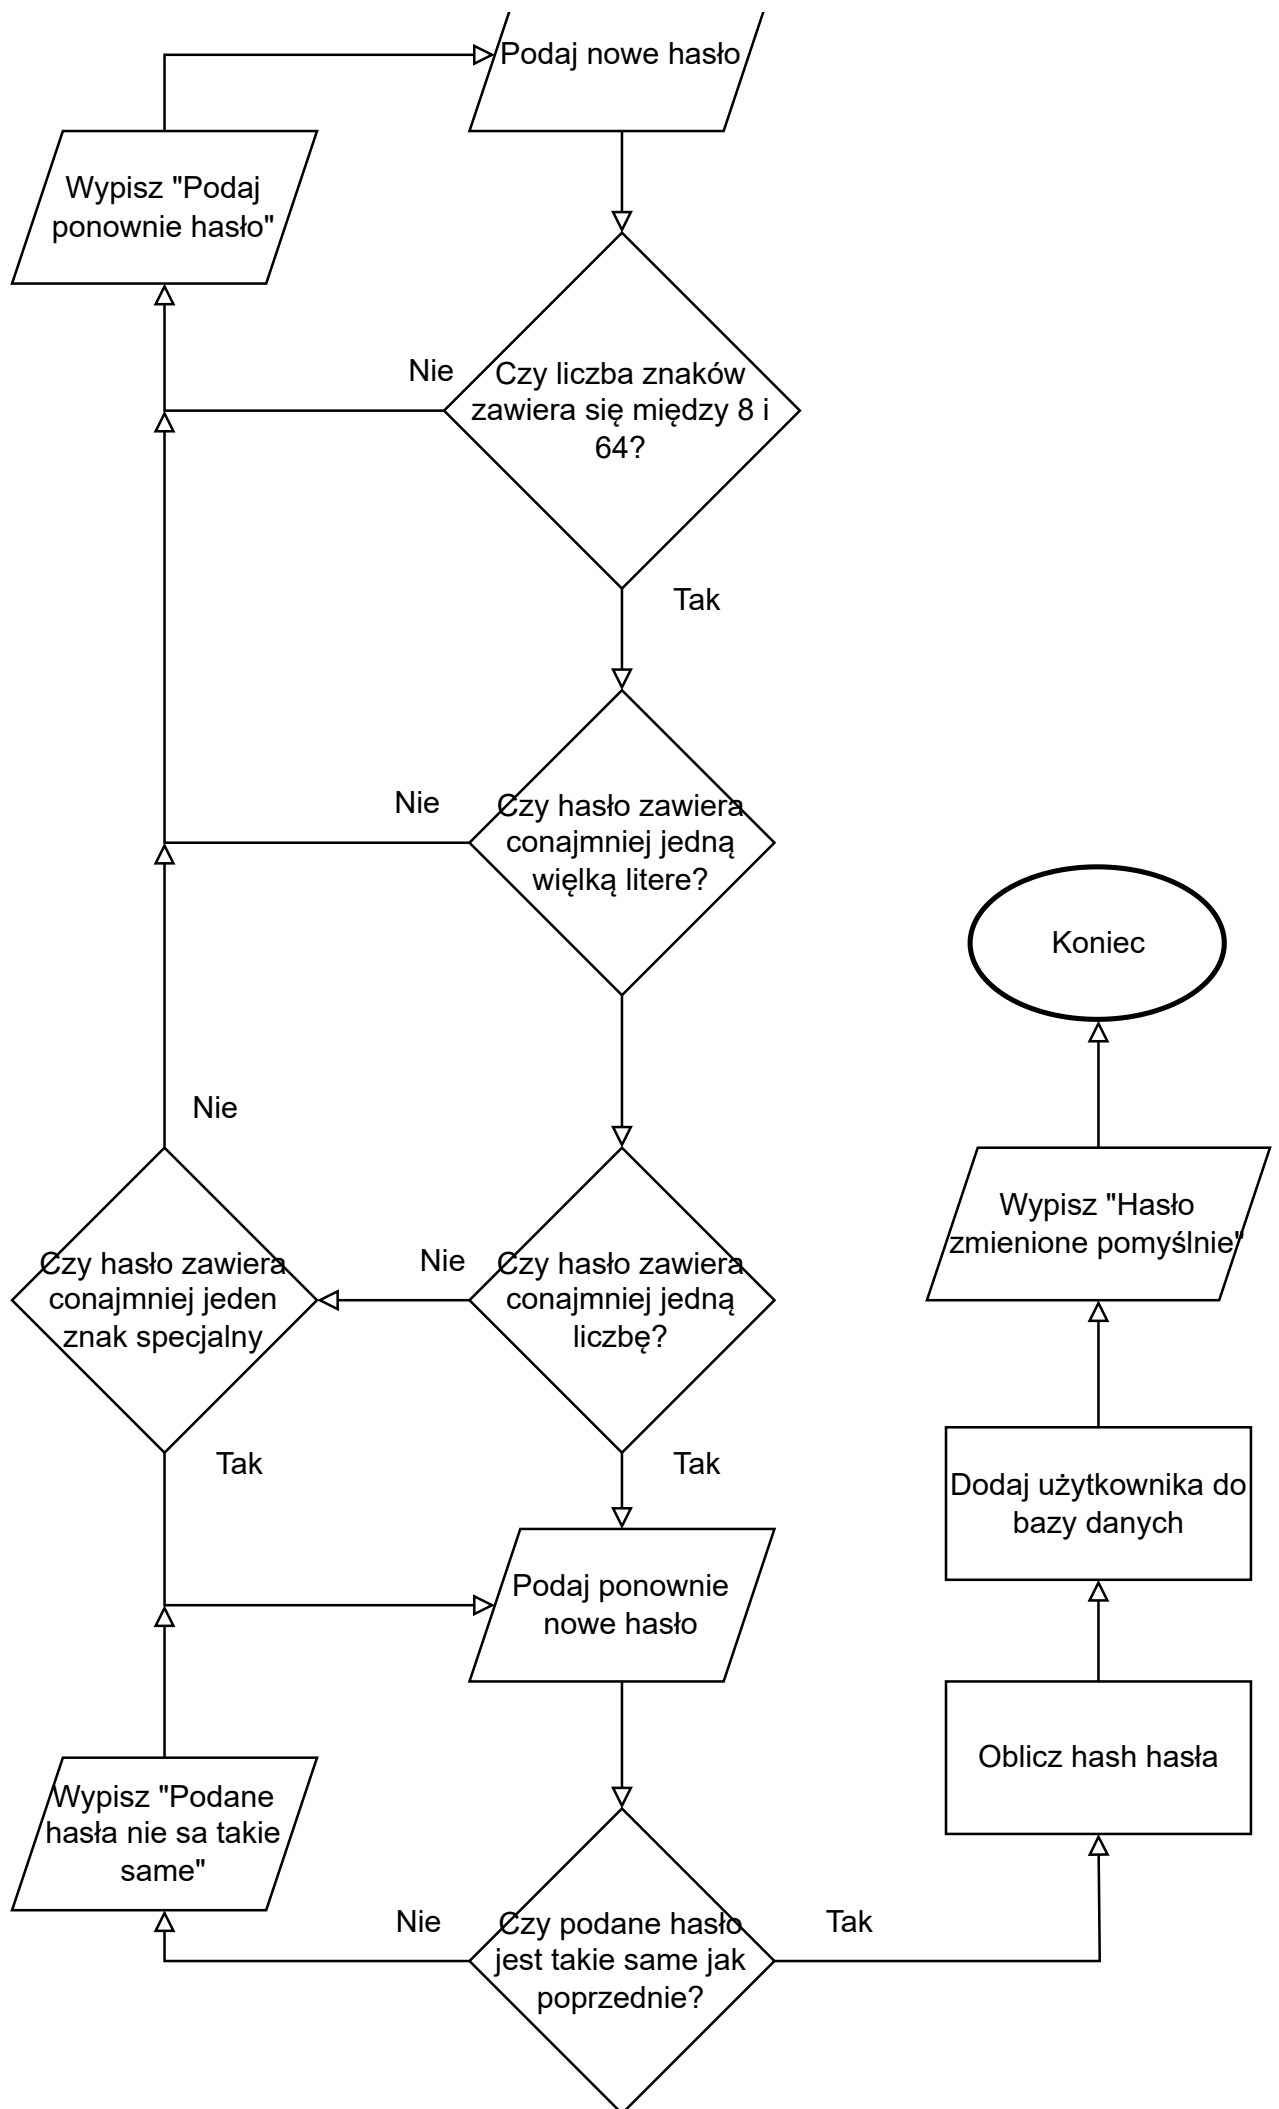 Podaj nowe hasło
Wypisz "Podaj
ponownie hasło"
Nie
Czy liczba znaków
zawiera się między 8 i
64?
Tak
Nie
Czy hasło zawiera
conajmniej jedną
więlką litere?
Koniec
Nie
Wypisz "Hasło
zmienione pomyślnie"
Czy hasło zawiera
conajmniej jeden
znak specjalny
Nie
Czy hasło zawiera
conajmniej jedną
liczbę?
Tak
Tak
Dodaj użytkownika do
bazy danych
Podaj ponownie
nowe hasło
Oblicz hash hasła
Wypisz "Podane
hasła nie sa takie
same"
Nie
Czy podane hasło
jest takie same jak
poprzednie?
Tak